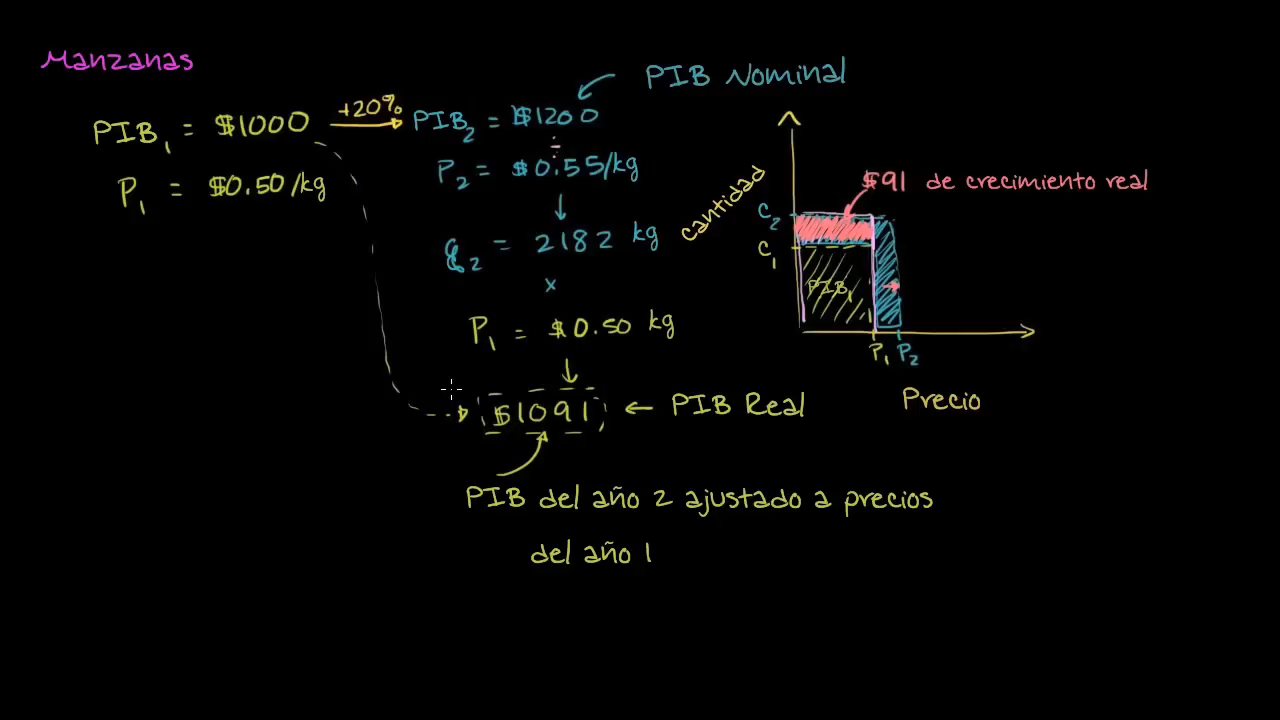 Manzanas
PIB₁ = $1000
+20%
PIB₂ = $1200
PIB Nominal
P₁ = $0.50/kg
÷
P₂ = $0.55/kg
q₂ = 2182 kg
x
P₁ = $0.50 kg
$1091 ← PIB Real
PIB del año 2 ajustado a precios
del año 1
cantidad
$91 de crecimiento real
C₂
C₁
PIB₁
P₁ P₂
Precio